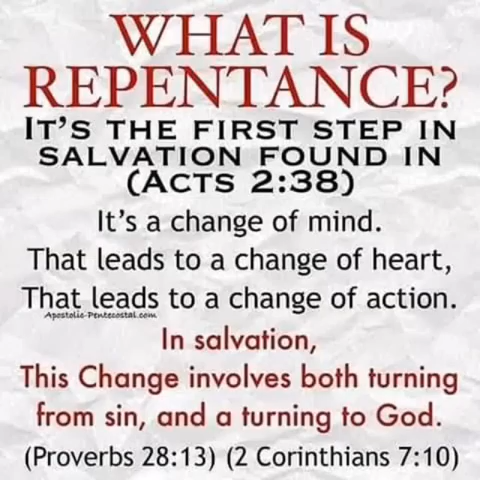 WHAT IS
REPENTANCE?
IT'S THE FIRST STEP IN
SALVATION FOUND IN
(ACTS 2:38)
It's a change of mind.
That leads to a change of heart,
That leads to a change of action.
Apostolic-Pentecostal.com
In salvation,
This Change involves both turning
from sin, and a turning to God.
(Proverbs 28:13) (2 Corinthians 7:10)